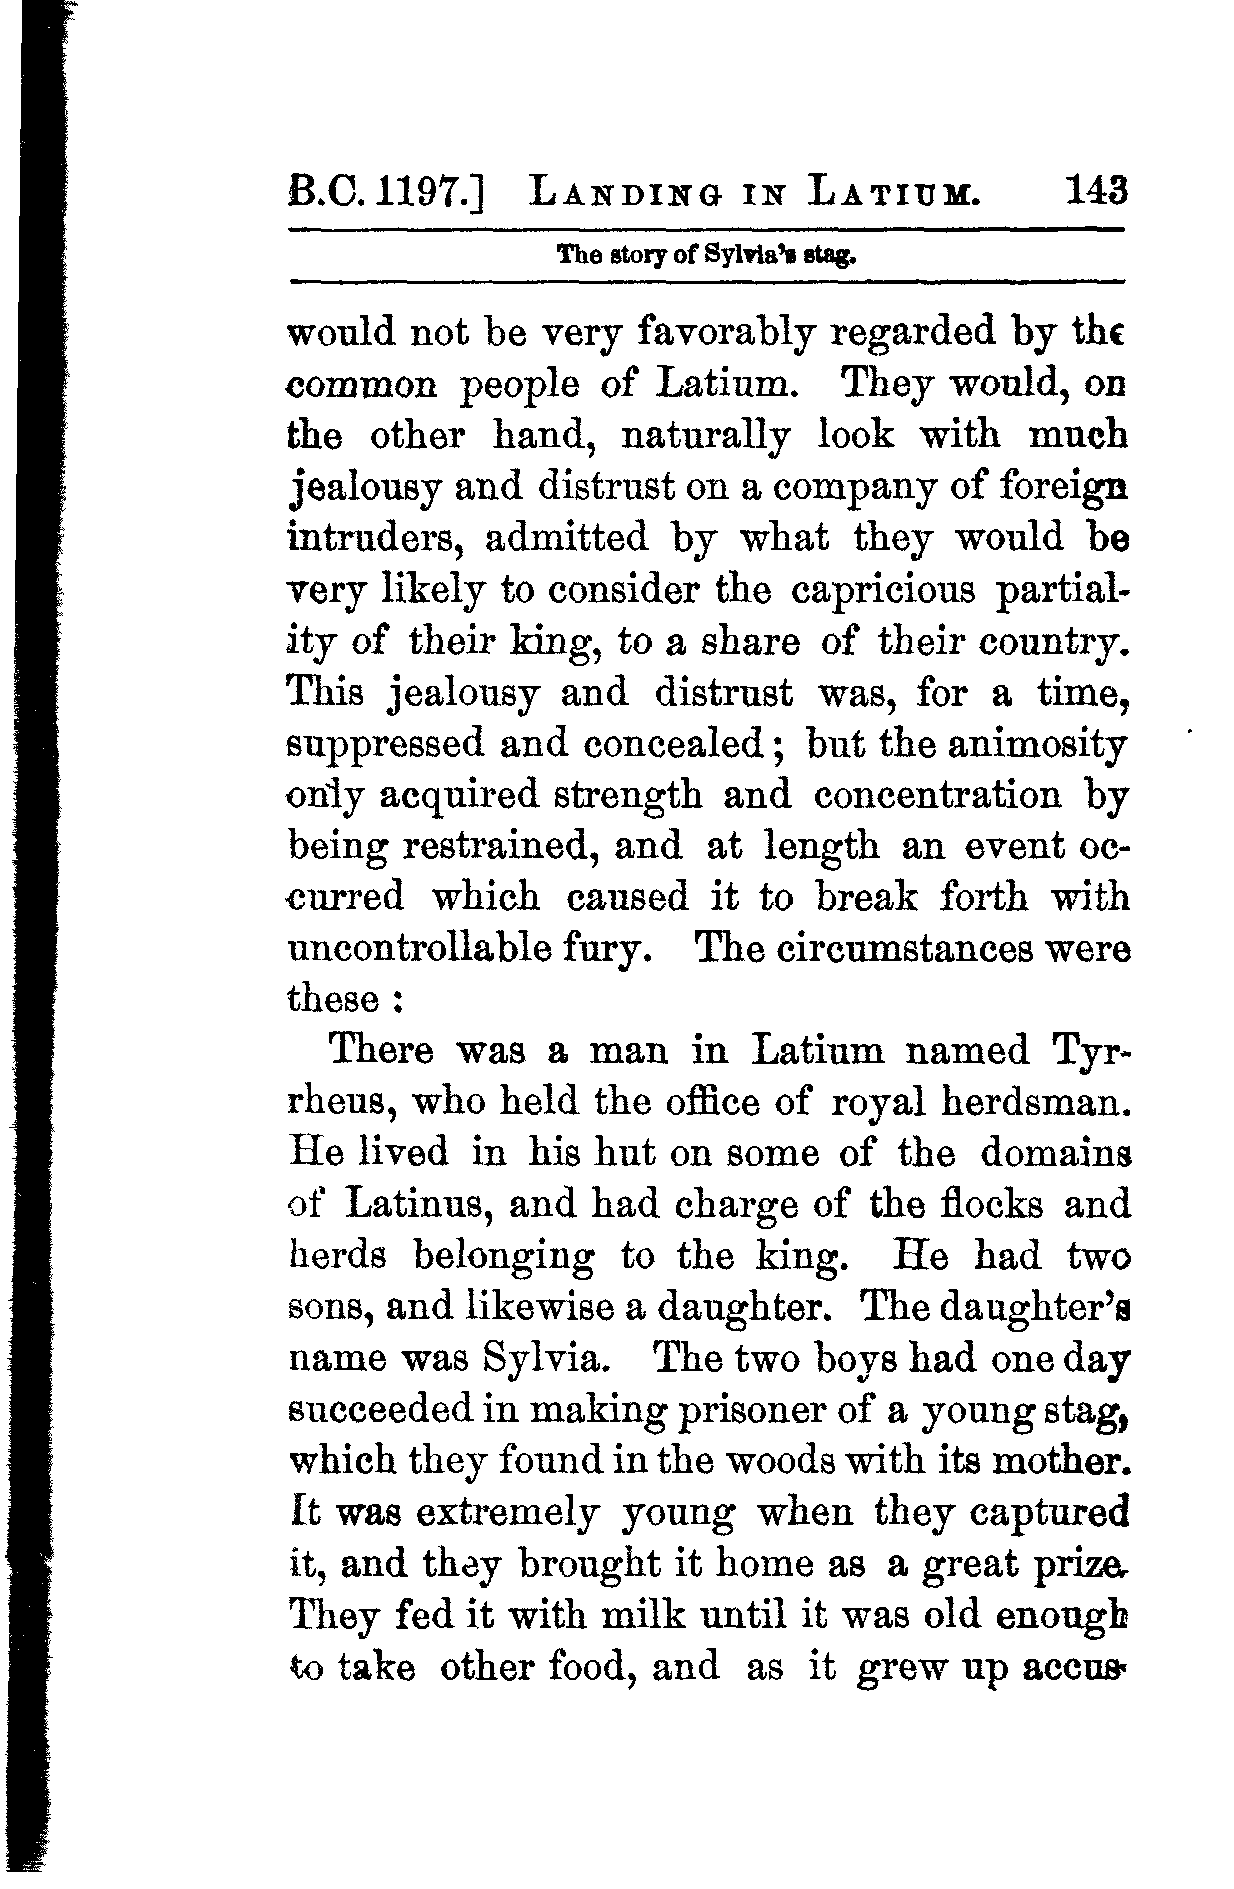 B.C. 1197.] LANDING IN LATIUM. 143
The story of Sylvia's stag.
would not be very favorably regarded by the
common people of Latium. They would, on
the other hand, naturally look with much
jealousy and distrust on a company of foreign
intruders, admitted by what they would be
very likely to consider the capricious partial-
ity of their king, to a share of their country.
This jealousy and distrust was, for a time,
suppressed and concealed; but the animosity
only acquired strength and concentration by
being restrained, and at length an event oc-
curred which caused it to break forth with
uncontrollable fury. The circumstances were
these:
There was a man in Latium named Tyr-
rheus, who held the office of royal herdsman.
He lived in his hut on some of the domains
of Latinus, and had charge of the flocks and
herds belonging to the king. He had two
sons, and likewise a daughter. The daughter's
name was Sylvia. The two boys had one day
succeeded in making prisoner of a young stag,
which they found in the woods with its mother.
It was extremely young when they captured
it, and they brought it home as a great prize.
They fed it with milk until it was old enough
to take other food, and as it grew up accus-